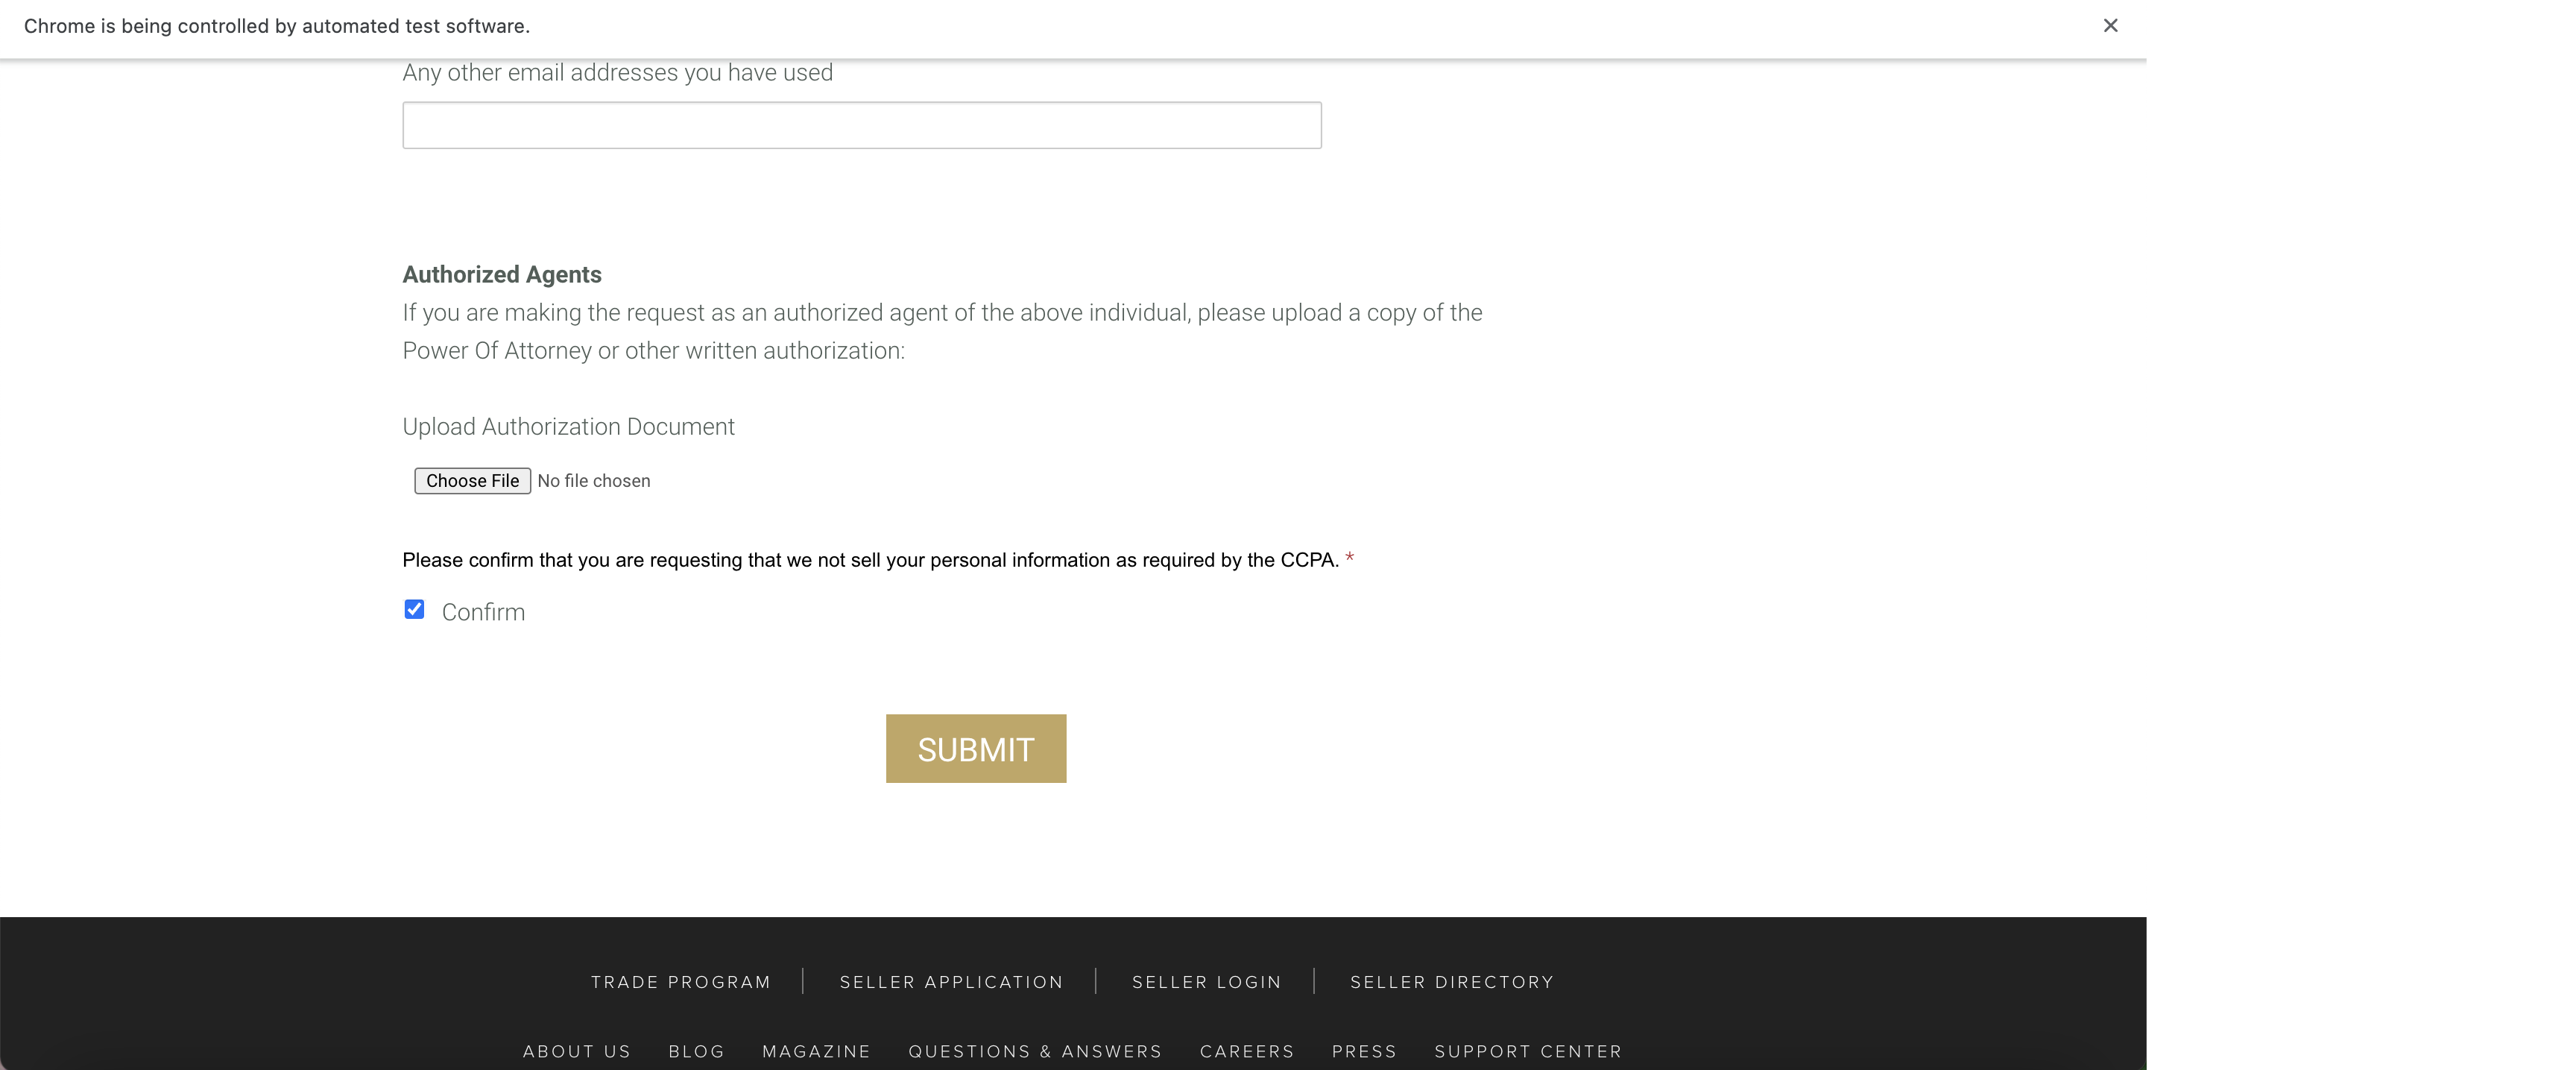 Chrome is being controlled by automated test software.
Any other email addresses you have used
Authorized Agents
If you are making the request as an authorized agent of the above individual, please upload a copy of the
Power Of Attorney or other written authorization:
Upload Authorization Document
Choose File No file chosen
Please confirm that you are requesting that we not sell your personal information as required by the CCPA. *
Confirm
SUBMIT
TRADE PROGRAM SELLER APPLICATION SELLER LOGIN SELLER DIRECTORY
ABOUT US BLOG MAGAZINE QUESTIONS & ANSWERS CAREERS PRESS SUPPORT CENTER